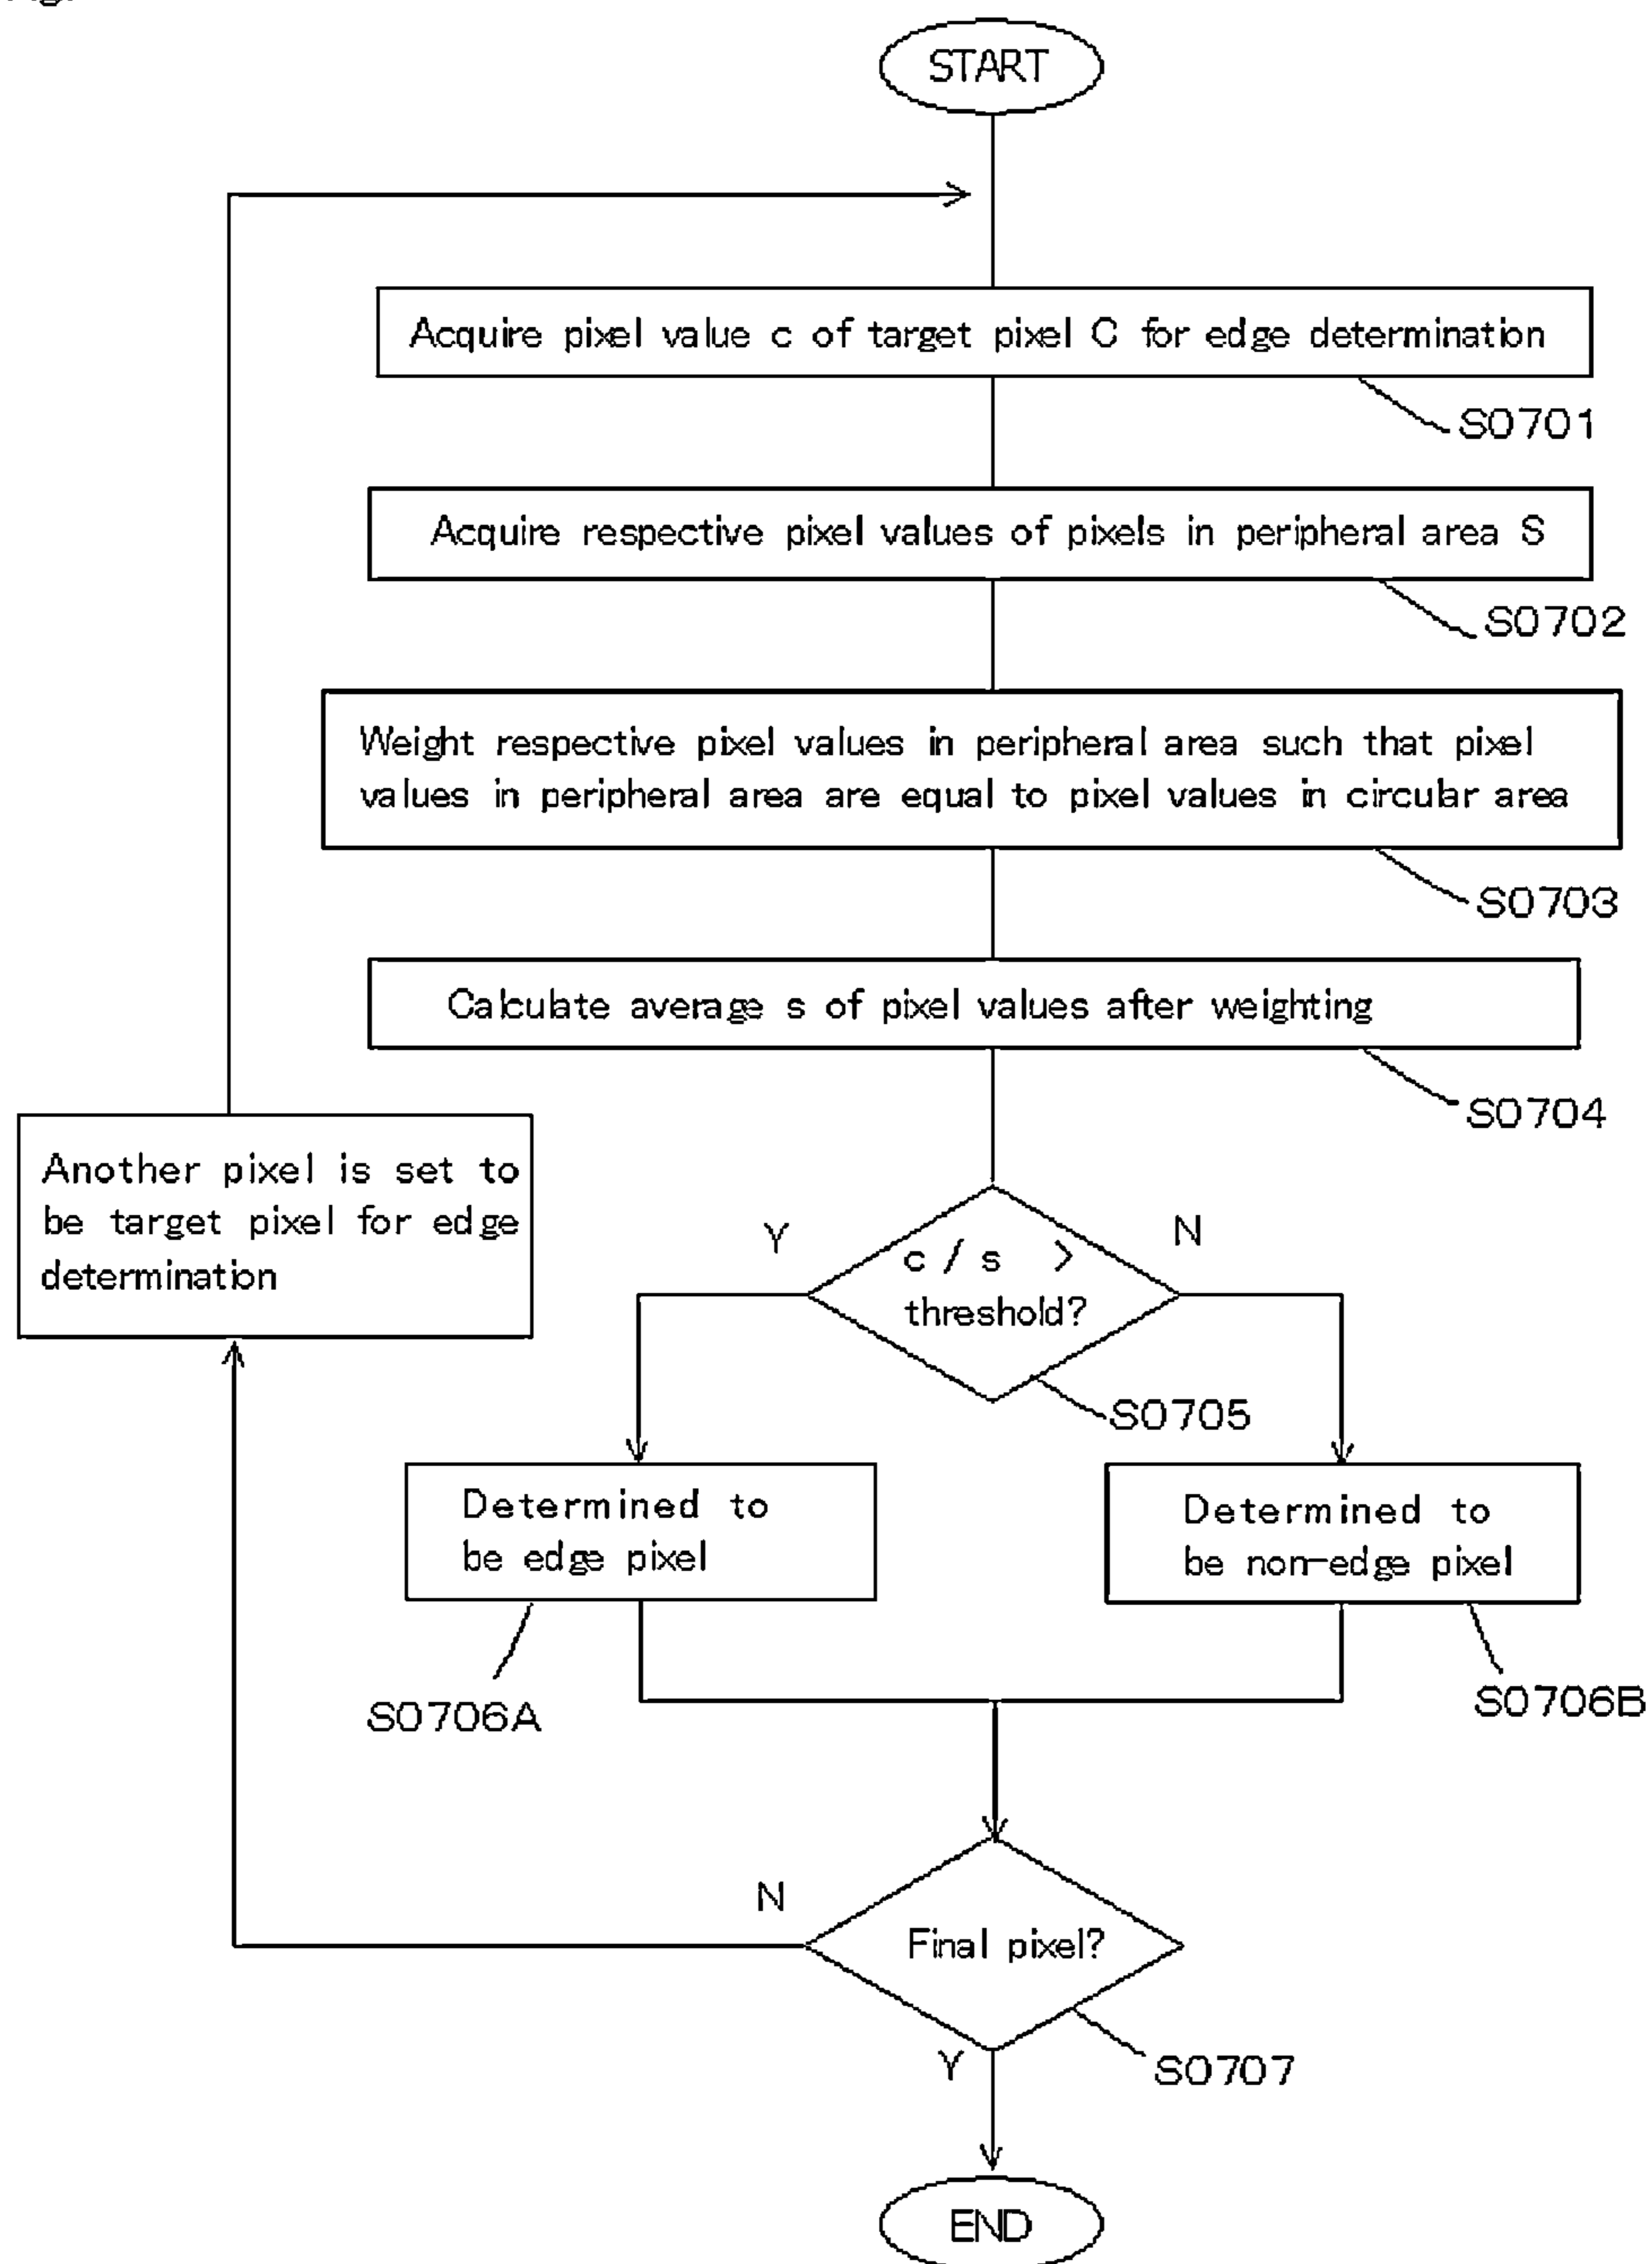 START
Acquire pixel value c of target pixel C for edge determination
S0701
Acquire respective pixel values of pixels in peripheral area S
S0702
Weight respective pixel values in peripheral area such that pixel
values in peripheral area are equal to pixel values in circular area
S0703
Calculate average s of pixel values after weighting
S0704
Another pixel is set to
be target pixel for edge
determination
Y
N
c / s >
threshold?
S0705
Determined to
be edge pixel
S0706A
Determined to
be non-edge pixel
S0706B
N
Final pixel?
Y
S0707
END